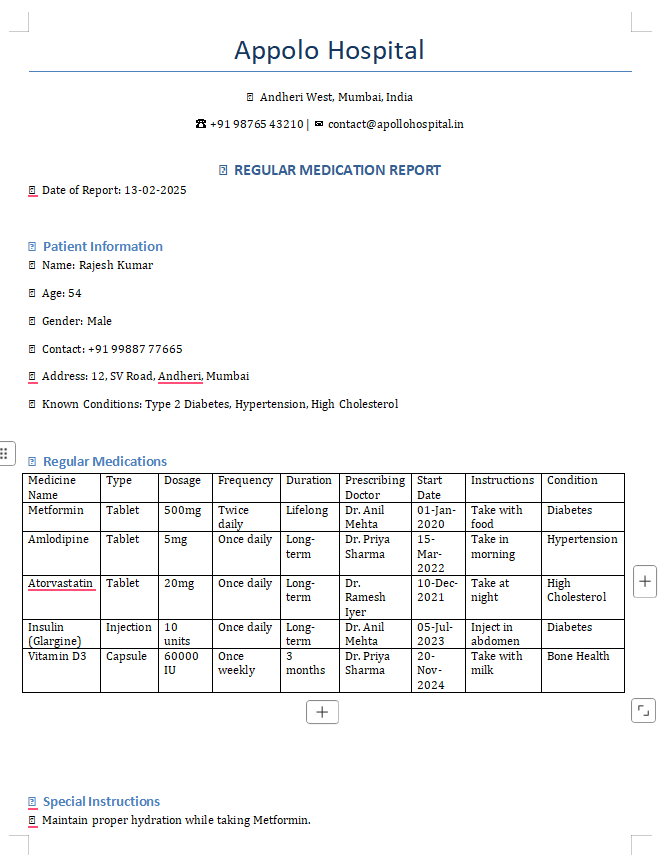 Appolo Hospital
Andheri West, Mumbai, India
☎ +91 98765 43210 | ✉ contact@apollohospital.in
REGULAR MEDICATION REPORT
Date of Report: 13-02-2025
Patient Information
Name: Rajesh Kumar
Age: 54
Gender: Male
Contact: +91 99887 77665
Address: 12, SV Road, Andheri, Mumbai
Known Conditions: Type 2 Diabetes, Hypertension, High Cholesterol
Regular Medications
Medicine Name Type Dosage Frequency Duration Prescribing Doctor Start Date Instructions Condition
Metformin Tablet 500mg Twice daily Lifelong Dr. Anil Mehta 01-Jan-2020 Take with food Diabetes
Amlodipine Tablet 5mg Once daily Long-term Dr. Priya Sharma 15-Mar-2022 Take in morning Hypertension
Atorvastatin Tablet 20mg Once daily Long-term Dr. Ramesh Iyer 10-Dec-2021 Take at night High Cholesterol
Insulin (Glargine) Injection 10 units Once daily Long-term Dr. Anil Mehta 05-Jul-2023 Inject in abdomen Diabetes
Vitamin D3 Capsule 60000 IU Once weekly 3 months Dr. Priya Sharma 20-Nov-2024 Take with milk Bone Health
Special Instructions
Maintain proper hydration while taking Metformin.